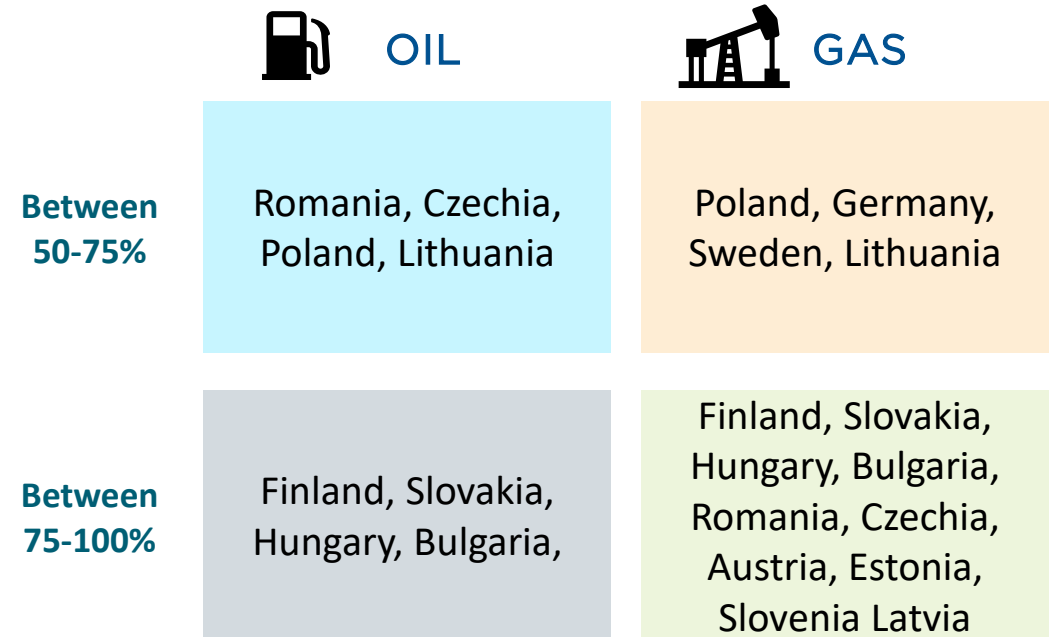 OIL
GAS
Between
50-75%
Romania, Czechia,
Poland, Lithuania
Poland, Germany,
Sweden, Lithuania
Between
75-100%
Finland, Slovakia,
Hungary, Bulgaria,
Finland, Slovakia,
Hungary, Bulgaria,
Romania, Czechia,
Austria, Estonia,
Slovenia Latvia